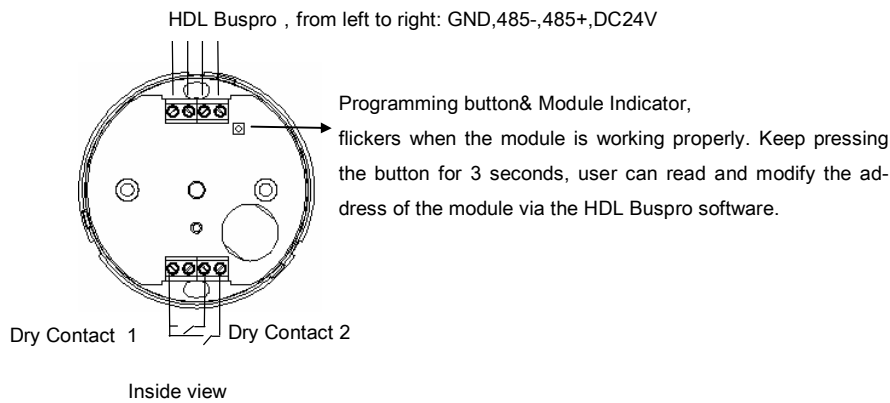 HDL Buspro , from left to right: GND,485-,485+,DC24V
Programming button& Module Indicator,
flickers when the module is working properly. Keep pressing
the button for 3 seconds, user can read and modify the ad-
dress of the module via the HDL Buspro software.
Dry Contact 1
Dry Contact 2
Inside view